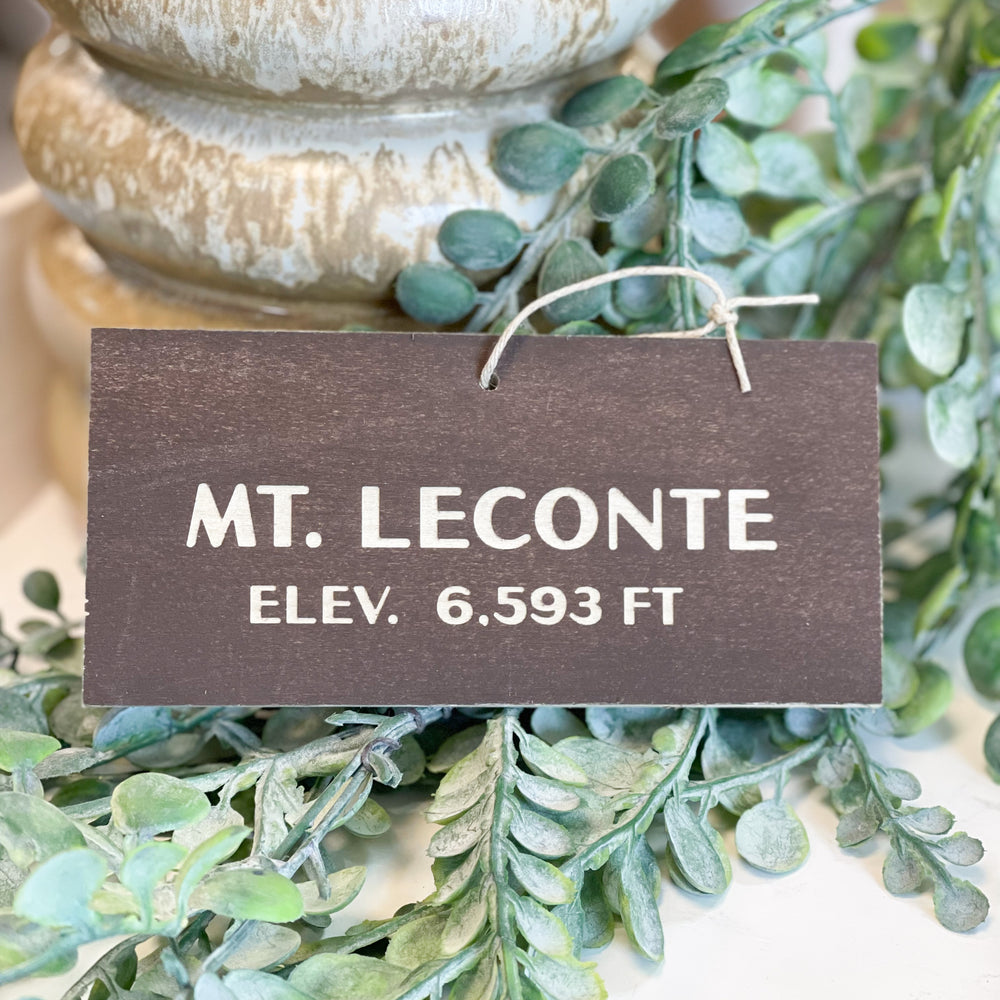 MT. LECONTE
ELEV. 6.593 FT